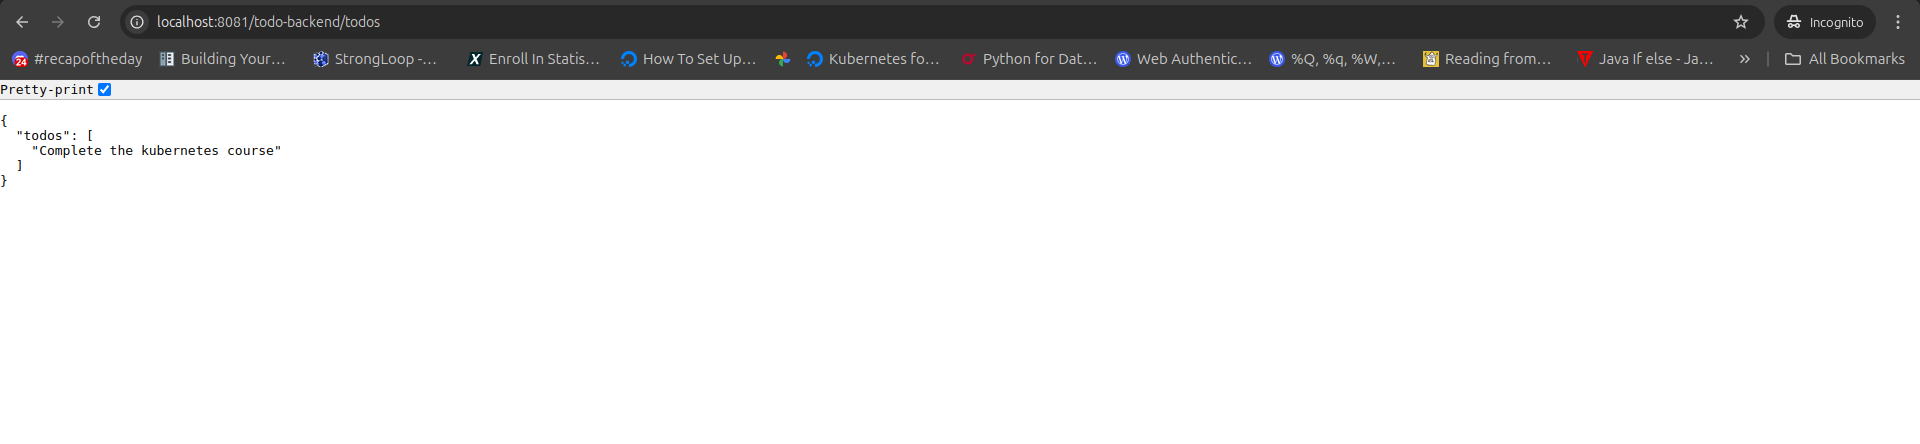 localhost:8081/todo-backend/todos
Incognito
#recapoftheday Building Your... StrongLoop -... Enroll In Statis... How To Set Up... Kubernetes fo... Python for Dat... Web Authentic... %Q, %q, %W,... Reading from... Java If else - Ja... » All Bookmarks
Pretty-print
{
"todos": [
"Complete the kubernetes course"
]
}